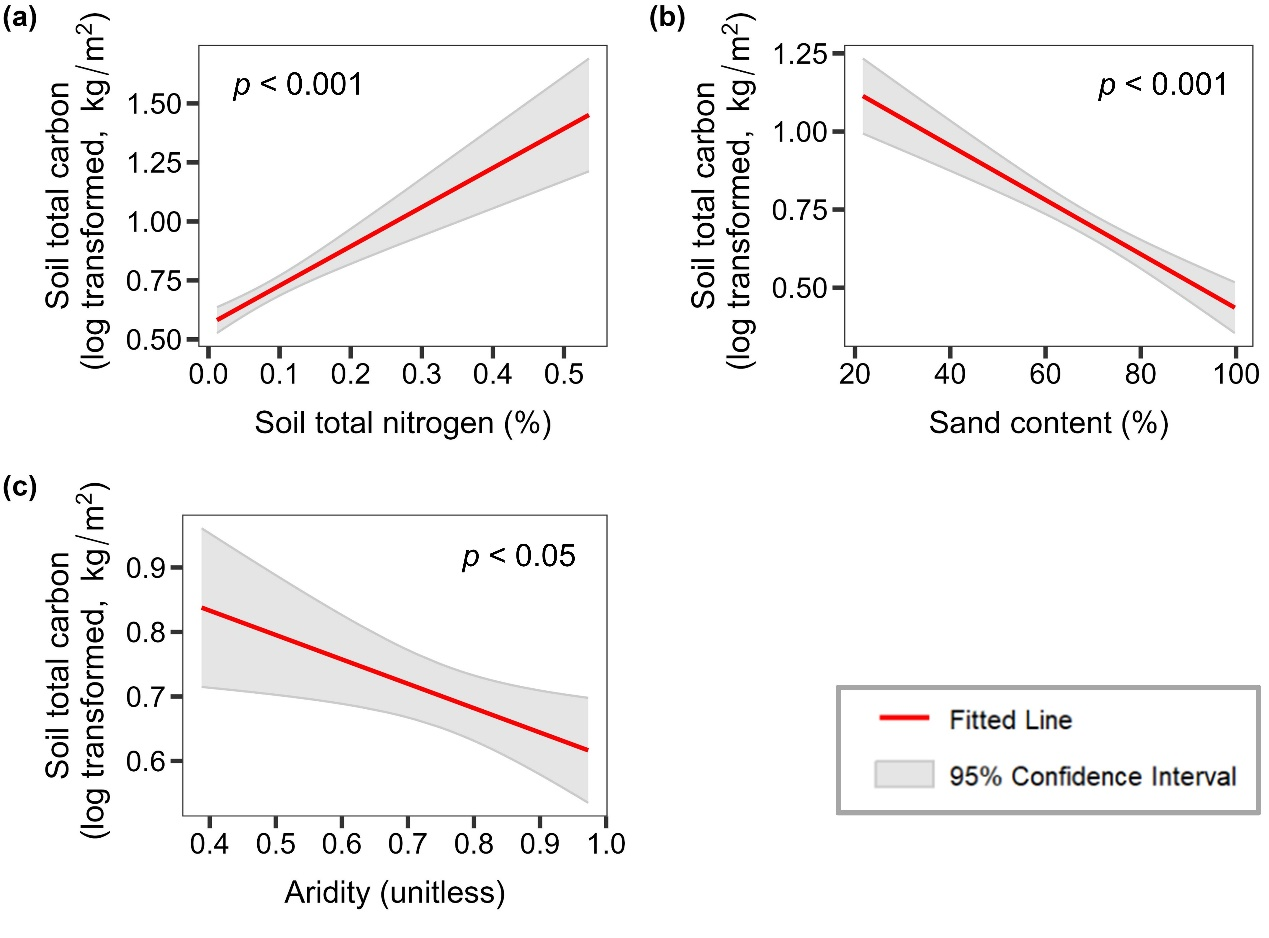 (a)
Soil total carbon
(log transformed, kg/m²)
p < 0.001
1.50
1.25
1.00
0.75
0.50
0.0 0.1 0.2 0.3 0.4 0.5
Soil total nitrogen (%)
(b)
Soil total carbon
(log transformed, kg/m²)
p < 0.001
1.25
1.00
0.75
0.50
20 40 60 80 100
Sand content (%)
(c)
Soil total carbon
(log transformed, kg/m²)
p < 0.05
0.9
0.8
0.7
0.6
0.4 0.5 0.6 0.7 0.8 0.9 1.0
Aridity (unitless)
Fitted Line
95% Confidence Interval